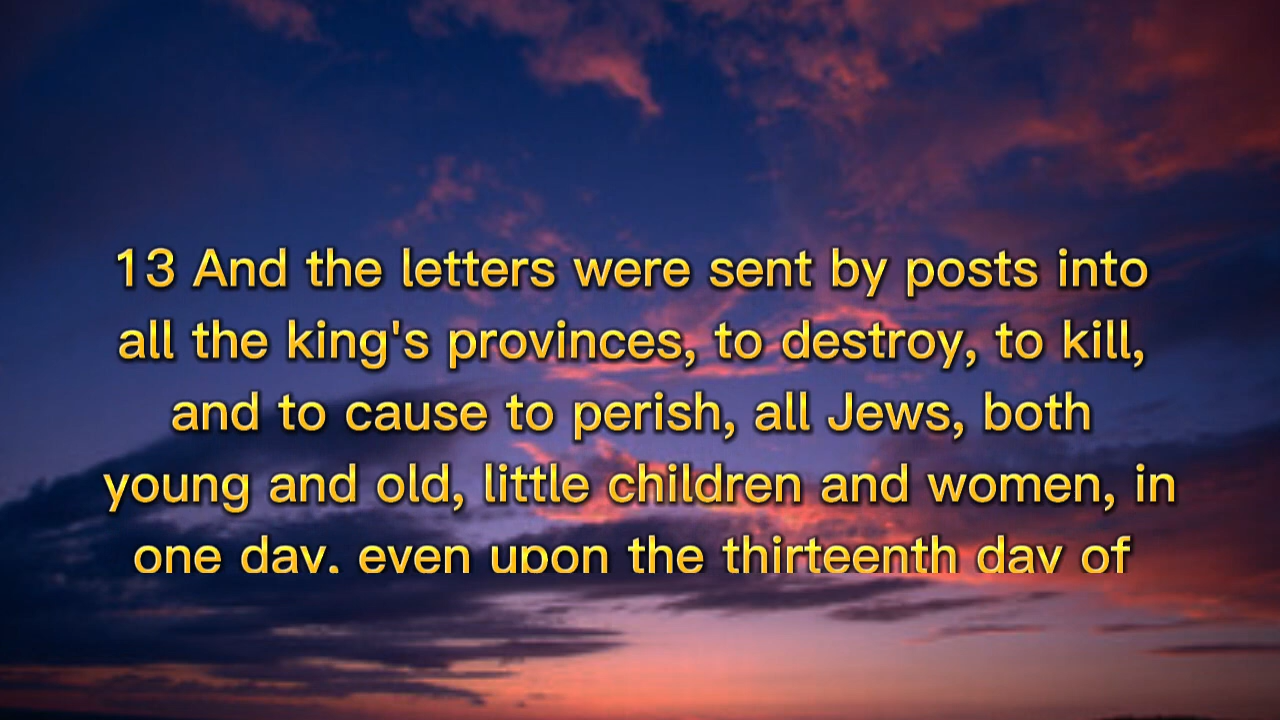 13 And the letters were sent by posts into
all the king's provinces, to destroy, to kill,
and to cause to perish, all Jews, both
young and old, little children and women, in
one day, even upon the thirteenth day of